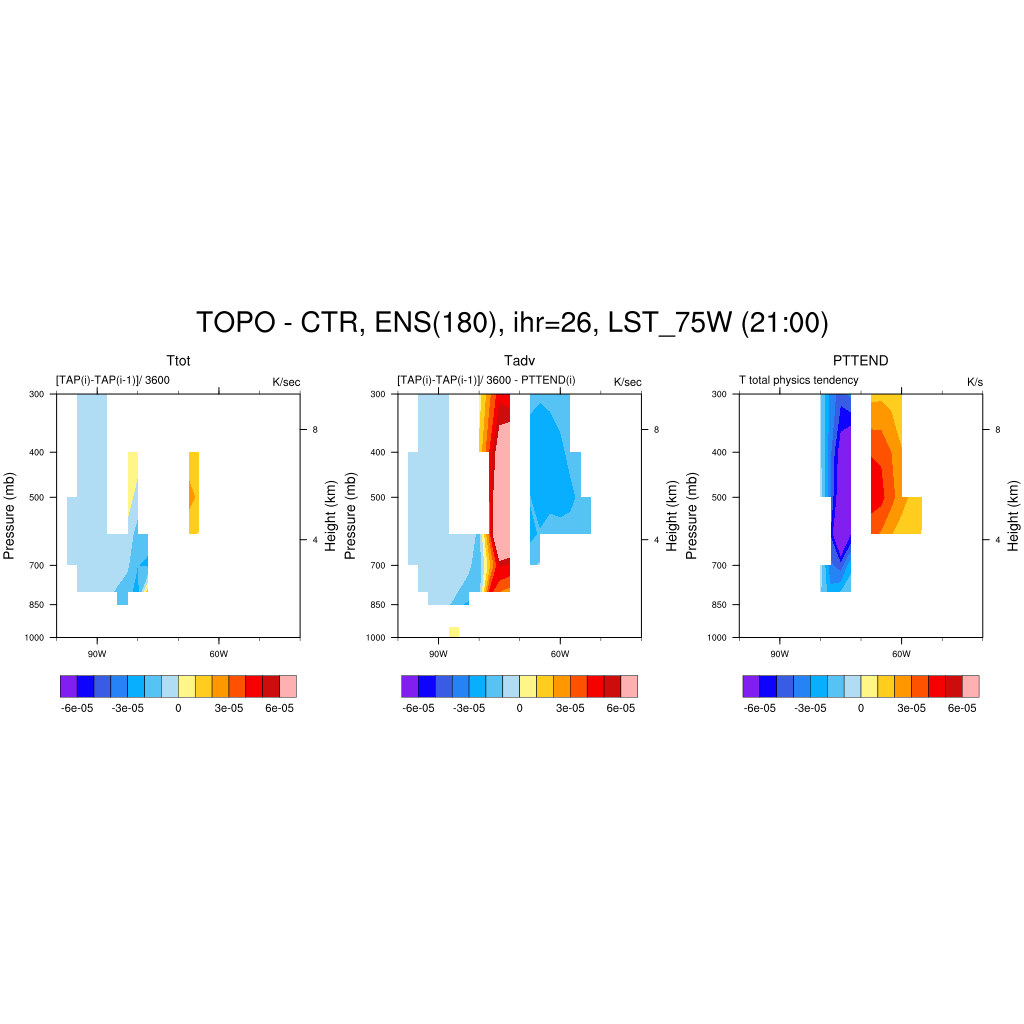 TOPO - CTR, ENS(180), ihr=26, LST_75W (21:00)
Ttot
[TAP(i)-TAP(i-1)]/ 3600 K/sec
300
400
500
700
850
1000
Pressure (mb)
8
4
Height (km)
90W 60W
-6e-05 -3e-05 0 3e-05 6e-05
Tadv
[TAP(i)-TAP(i-1)]/ 3600 - PTTEND(i) K/sec
300
400
500
700
850
1000
Pressure (mb)
8
4
Height (km)
90W 60W
-6e-05 -3e-05 0 3e-05 6e-05
PTTEND
T total physics tendency K/s
300
400
500
700
850
1000
Pressure (mb)
8
4
Height (km)
90W 60W
-6e-05 -3e-05 0 3e-05 6e-05